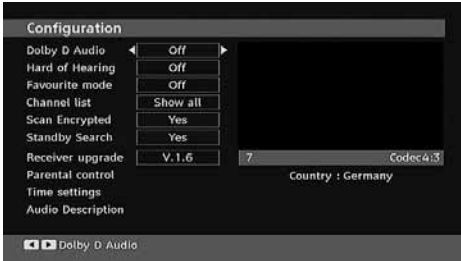 Configuration
Dolby D Audio Off
Hard of Hearing Off
Favourite mode Off
Channel list Show all
Scan Encrypted Yes
Standby Search Yes
Receiver upgrade V.1.6
7 Codec4:3
Parental control
Country : Germany
Time settings
Audio Description
Dolby D Audio